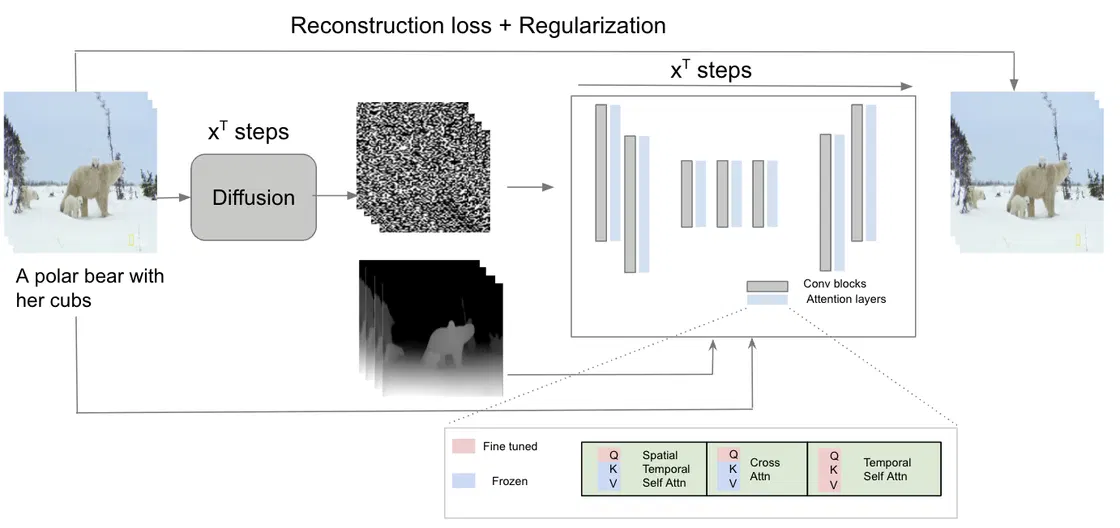 Reconstruction loss + Regularization
x^T steps
x^T steps
Diffusion
A polar bear with
her cubs
Conv blocks
Attention layers
Fine tuned
Frozen
Q
K
V
Spatial
Temporal
Self Attn
Q
K
V
Cross
Attn
Q
K
V
Temporal
Self Attn